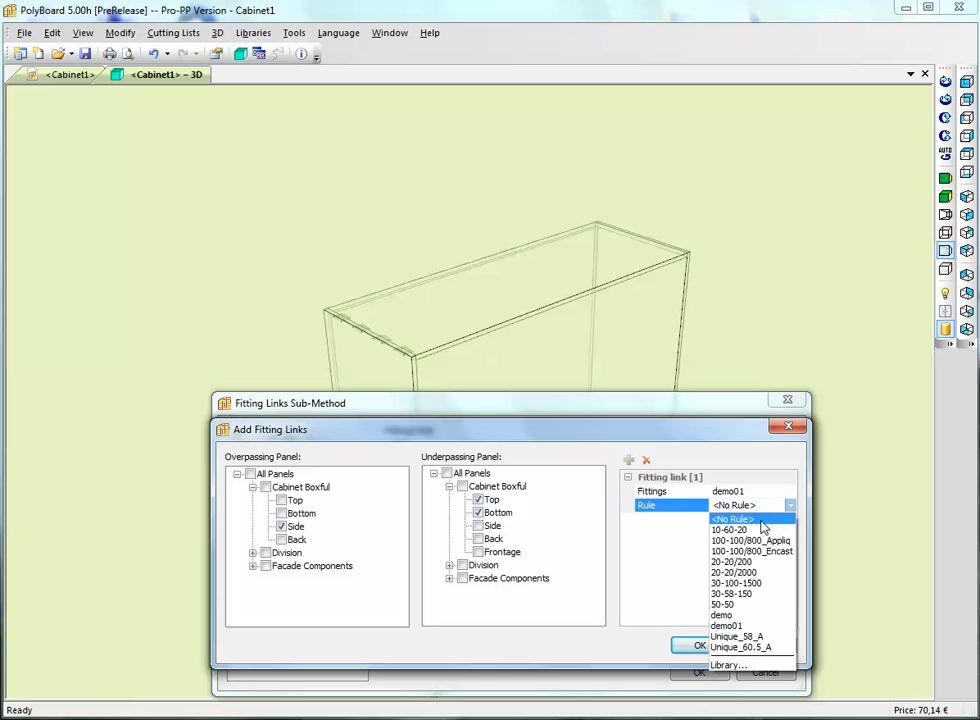 PolyBoard 5.00h [PreRelease] -- Pro-PP Version - Cabinet1
File Edit View Modify Cutting Lists 3D Libraries Tools Language Window Help
<Cabinet1> <Cabinet1> – 3D
AUTO
Fitting Links Sub-Method
Add Fitting Links
Overpassing Panel:
All Panels
Cabinet Boxful
Top
Bottom
Side
Back
Division
Facade Components
Underpassing Panel:
All Panels
Cabinet Boxful
Top
Bottom
Side
Back
Frontage
Division
Facade Components
Fitting link [1]
Fittings demo01
Rule <No Rule>
<No Rule>
10-60-20
100-100/800_Appliq
100-100/800_Encast
20-20/200
20-20/2000
30-100-1500
30-58-150
50-50
demo
demo01
Unique_58_A
Unique_60.5_A
Library...
OK
OK Cancel
Ready Price: 70,14 €